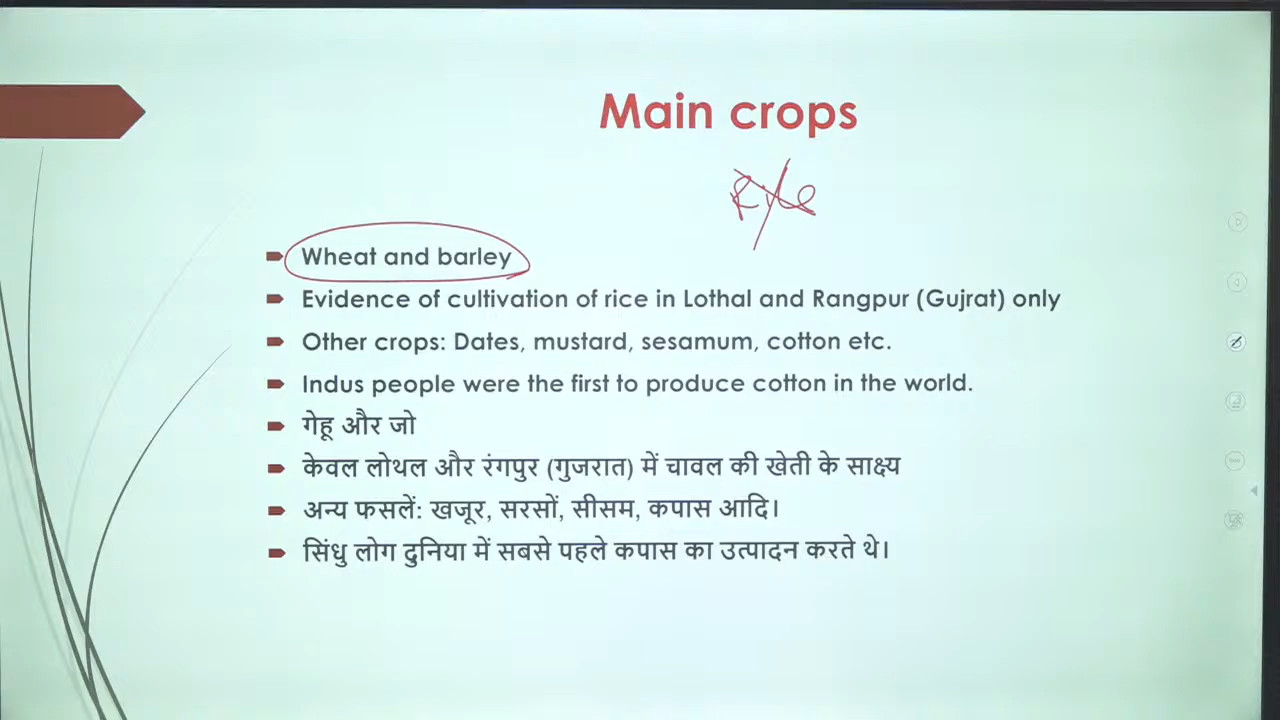 Main crops
Rice
Wheat and barley
Evidence of cultivation of rice in Lothal and Rangpur (Gujrat) only
Other crops: Dates, mustard, sesamum, cotton etc.
Indus people were the first to produce cotton in the world.
गेहू और जो
केवल लोथल और रंगपुर (गुजरात) में चावल की खेती के साक्ष्य
अन्य फसलें: खजूर, सरसों, सीसम, कपास आदि।
सिंधु लोग दुनिया में सबसे पहले कपास का उत्पादन करते थे।